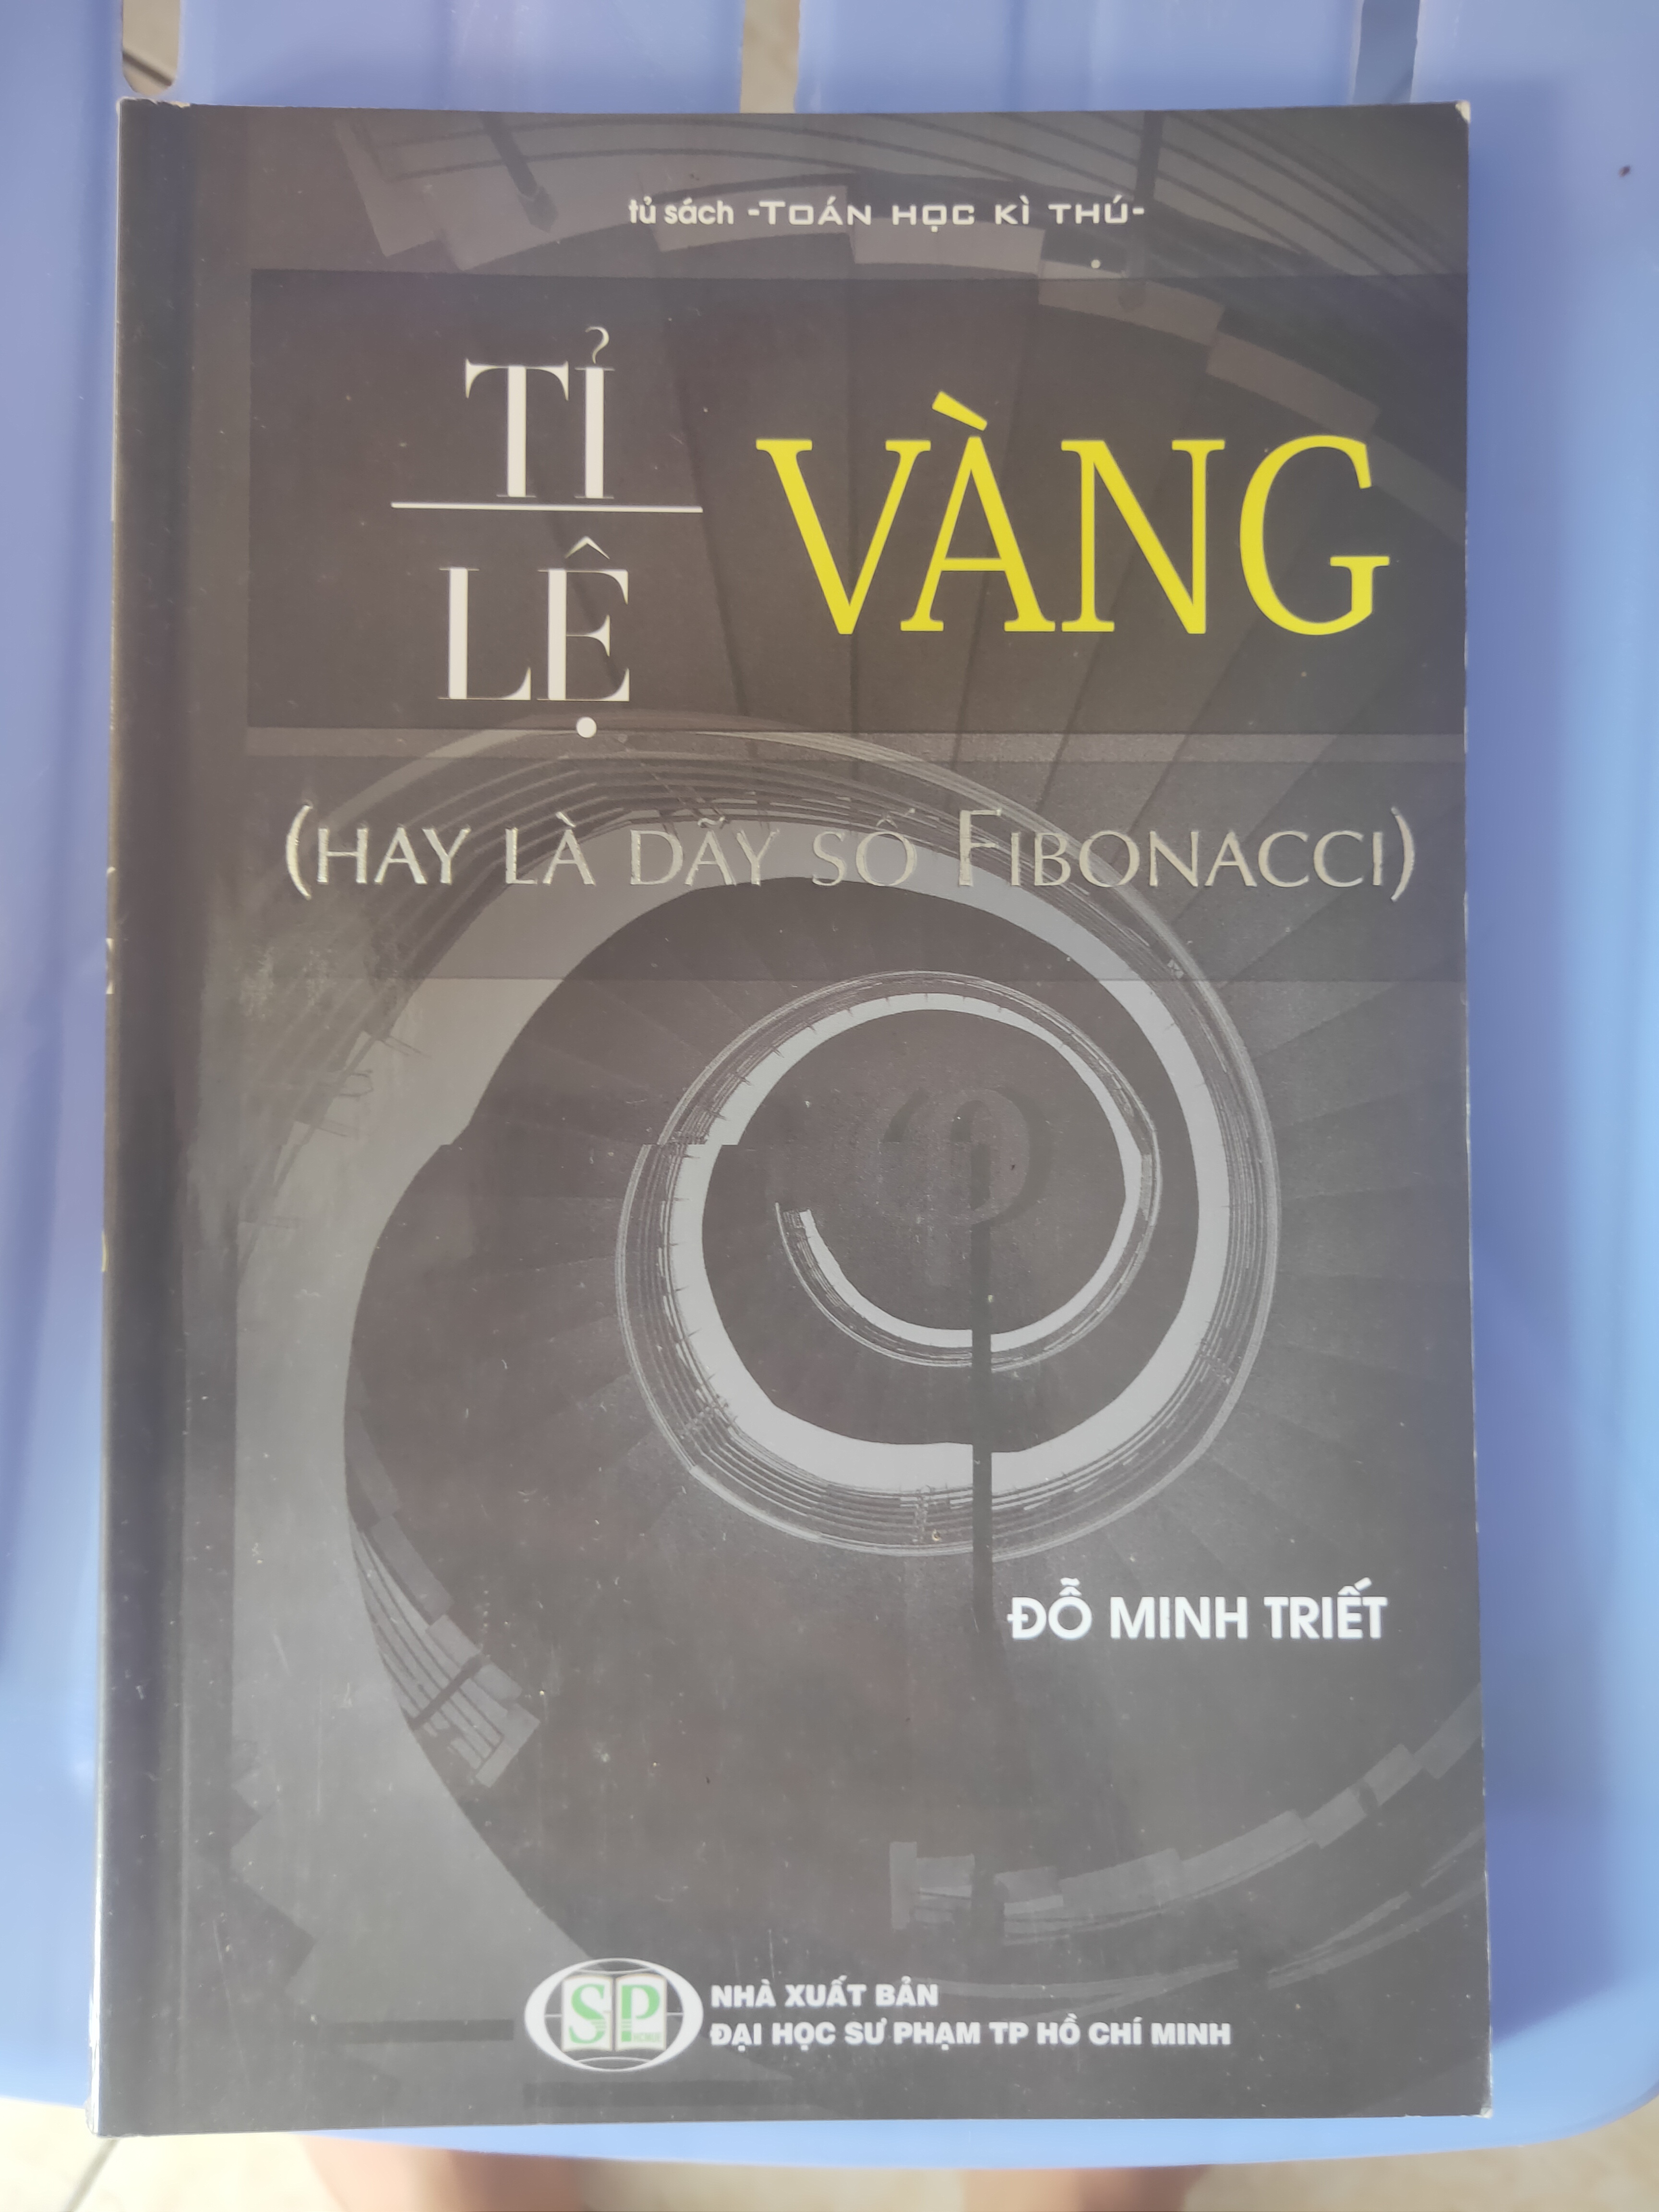 tủ sách -TOÁN HỌC KÌ THÚ-
TỈ
LỆ
VÀNG
(HAY LÀ DÃY SỐ FIBONACCI)
φ
ĐỖ MINH TRIẾT
SP
NHÀ XUẤT BẢN
ĐẠI HỌC SƯ PHẠM TP HỒ CHÍ MINH